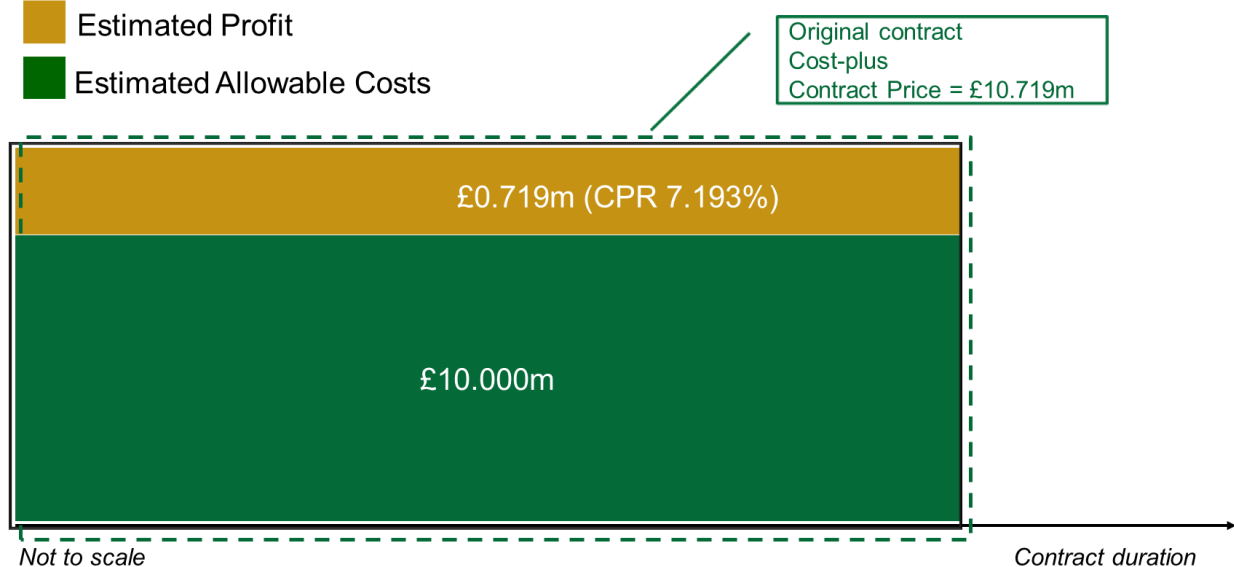 Estimated Profit
Estimated Allowable Costs
Original contract
Cost-plus
Contract Price = £10.719m
£0.719m (CPR 7.193%)
£10.000m
Not to scale
Contract duration